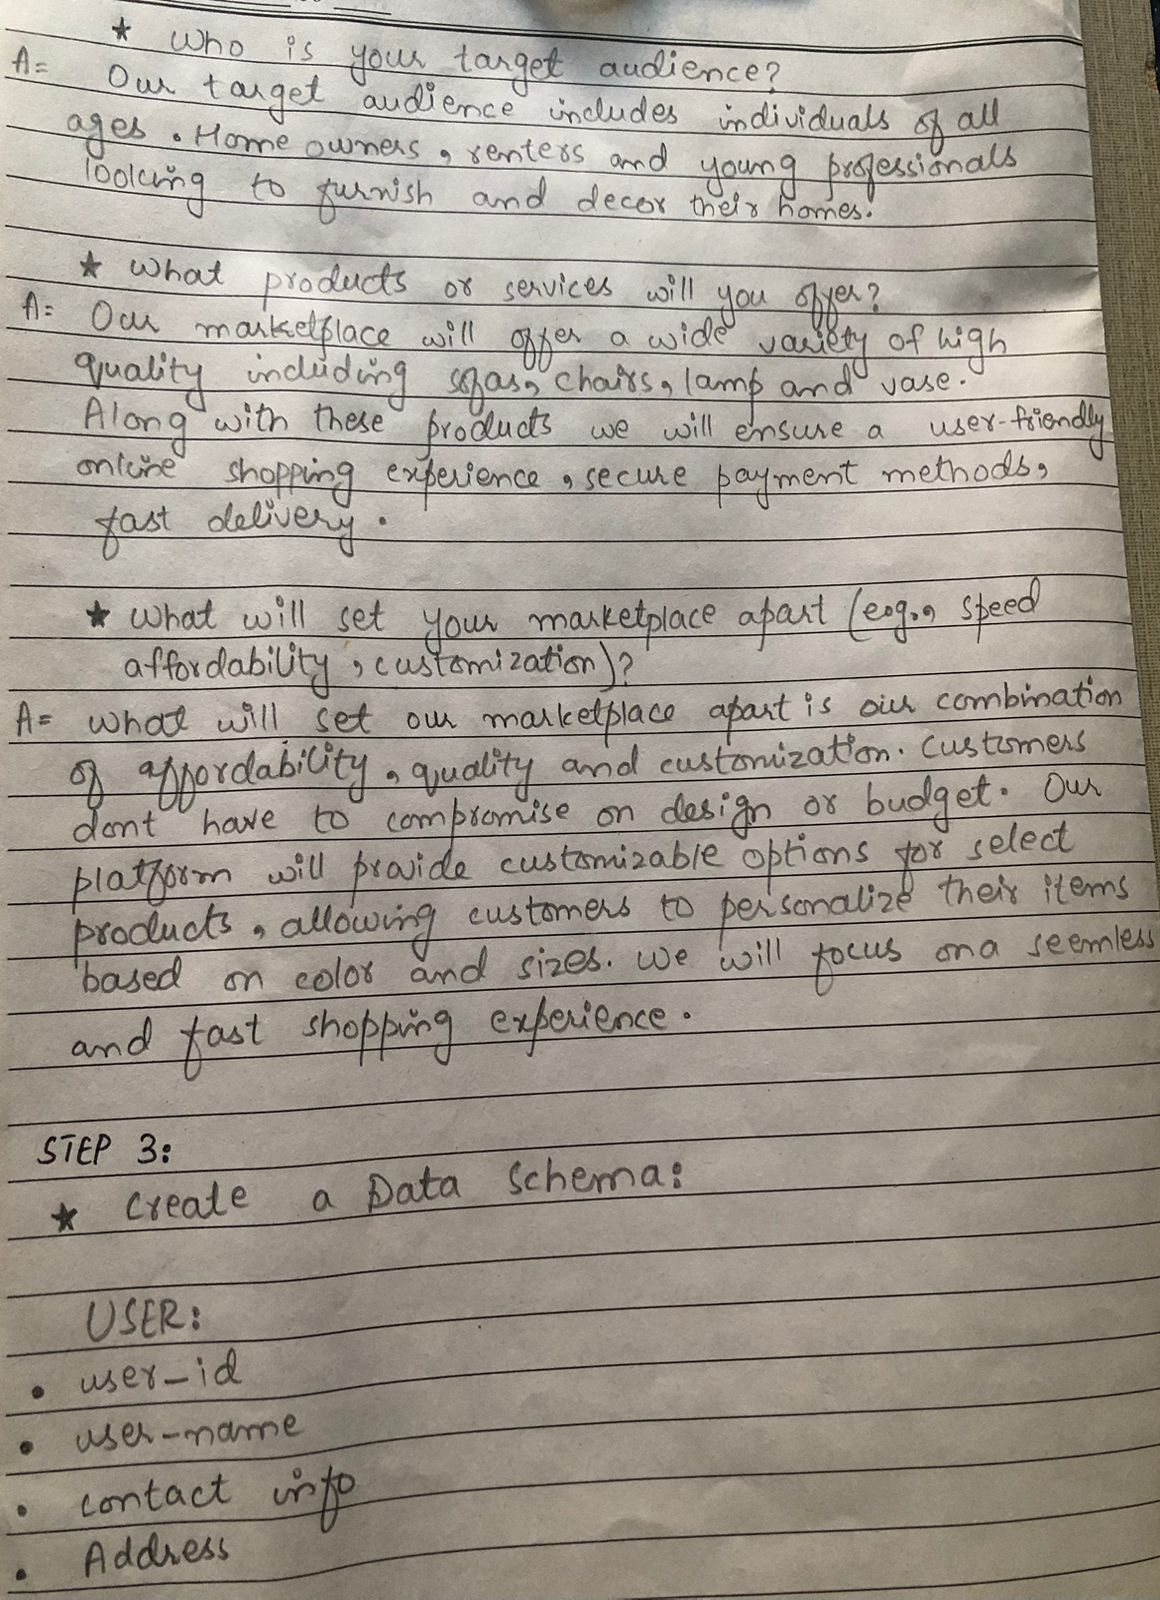 ★ Who is your target audience?
A= Our target audience includes individuals of all
ages. Home owners, renters and young professionals
looking to furnish and decor their homes.
★ What products or services will you offer?
A= Our marketplace will offer a wide variety of high
quality including sofas, chairs, lamp and vase.
Along with these products we will ensure a user-friendly
online shopping experience, secure payment methods,
fast delivery.
★ What will set your marketplace apart (e.g., speed
affordability, customization)?
A= What will set our marketplace apart is our combination
of affordability, quality and customization. Customers
dont have to compromise on design or budget. Our
platform will provide customizable options for select
products, allowing customers to personalize their items
based on color and sizes. We will focus on a seemless
and fast shopping experience.
STEP 3:
★ Create a Data Schema:
USER:
• user-id
• user-name
• contact info
• Address